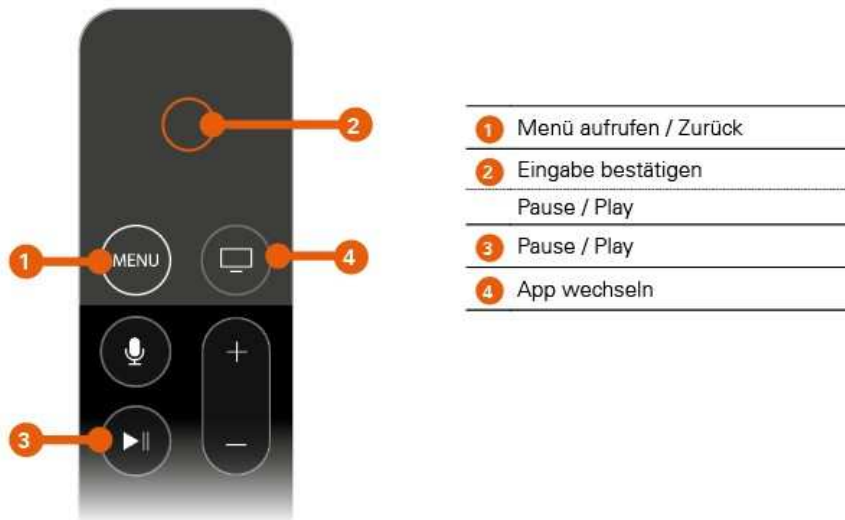 2
1 MENU 4
3
1 Menü aufrufen / Zurück
2 Eingabe bestätigen
Pause / Play
3 Pause / Play
4 App wechseln